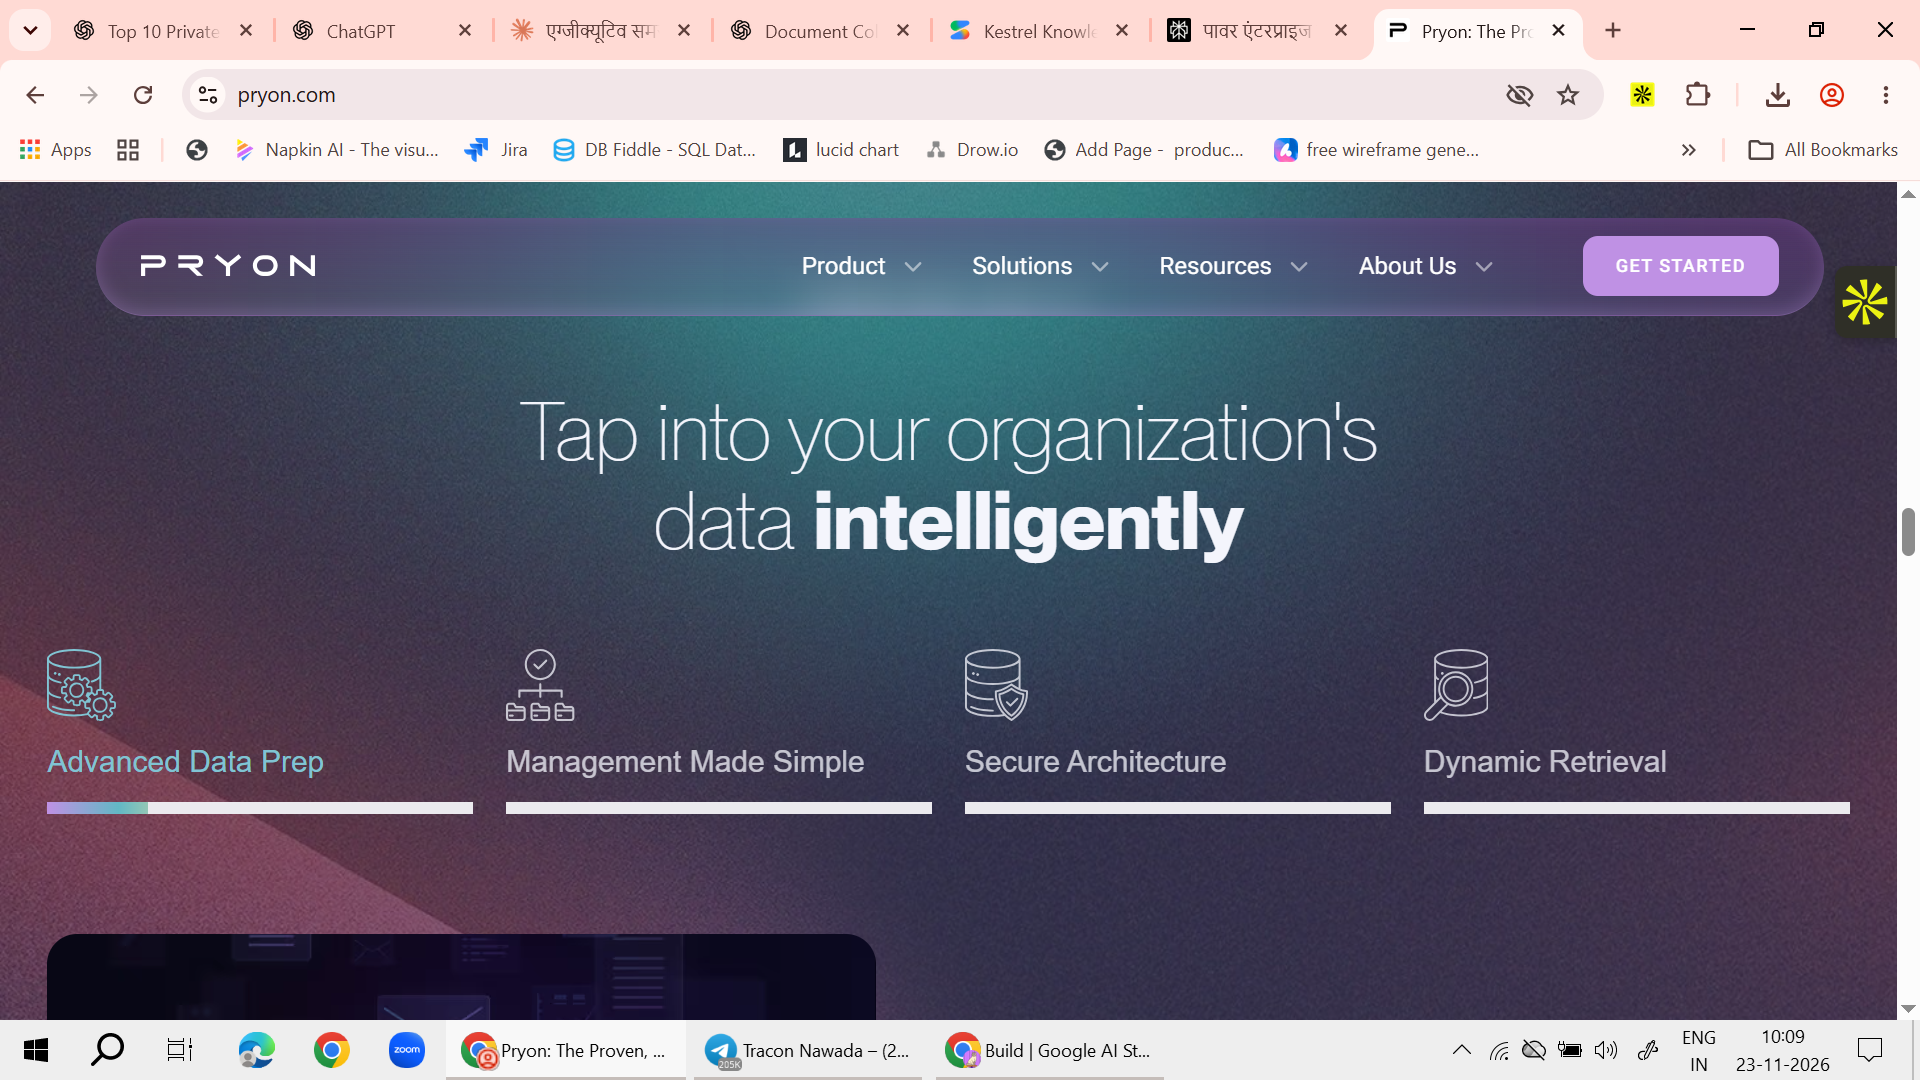 Top 10 Private
ChatGPT
एग्जीक्यूटिव सम
Document Col
Kestrel Knowle
पावर एंटरप्राइज
Pryon: The Pro
pryon.com
Apps
Napkin AI - The visu...
Jira
DB Fiddle - SQL Dat...
lucid chart
Drow.io
Add Page - produc...
free wireframe gene...
All Bookmarks
PRYON
Product
Solutions
Resources
About Us
GET STARTED
Tap into your organization's
data intelligently
Advanced Data Prep
Management Made Simple
Secure Architecture
Dynamic Retrieval
zoom
Pryon: The Proven, ...
205K
Tracon Nawada – (2...
Build | Google AI St...
ENG
IN
10:09
23-11-2026